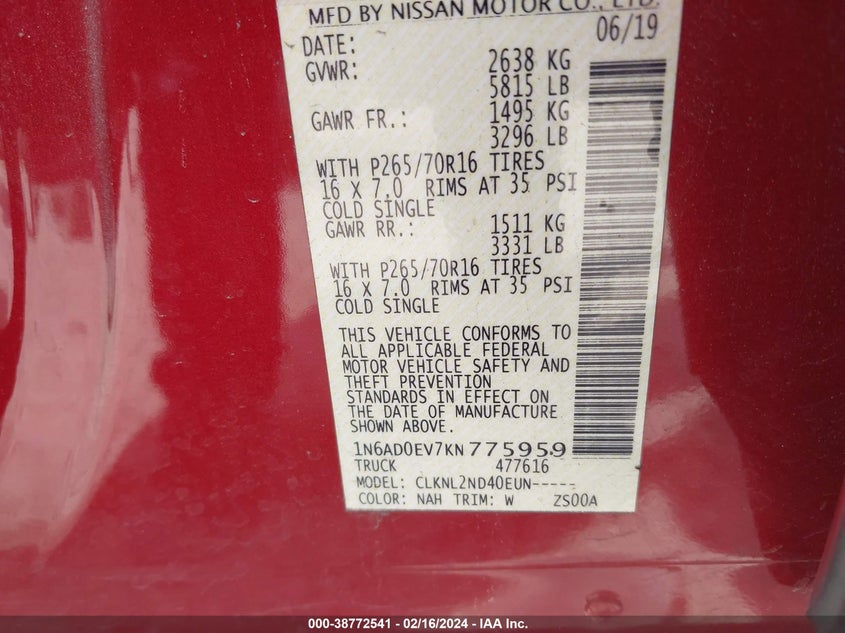 MFD BY NISSAN MOTOR CO., LTD.
DATE: 06/19
GVWR: 2638 KG
5815 LB
GAWR FR.: 1495 KG
3296 LB
WITH P265/70R16 TIRES
16 X 7.0 RIMS AT 35 PSI
COLD SINGLE
GAWR RR.: 1511 KG
3331 LB
WITH P265/70R16 TIRES
16 X 7.0 RIMS AT 35 PSI
COLD SINGLE
THIS VEHICLE CONFORMS TO
ALL APPLICABLE FEDERAL
MOTOR VEHICLE SAFETY AND
THEFT PREVENTION
STANDARDS IN EFFECT ON
THE DATE OF MANUFACTURE
SHOWN ABOVE.
1N6AD0EV7KN775959
TRUCK 477616
MODEL: CLKNL2ND40EUN-----
COLOR: NAH TRIM: W ZS00A
000-38772541 - 02/16/2024 - IAA Inc.